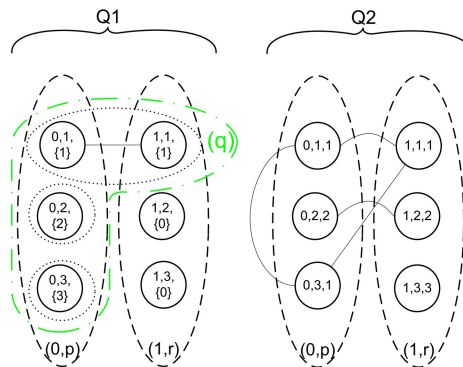 Q1
Q2
0,1,
{1}
1,1,
{1}
(q)
0,1,1
1,1,1
0,2,
{2}
1,2,
{0}
0,2,2
1,2,2
0,3,
{3}
1,3,
{0}
0,3,1
1,3,3
(0,p)
(1,r)
(0,p)
(1,r)